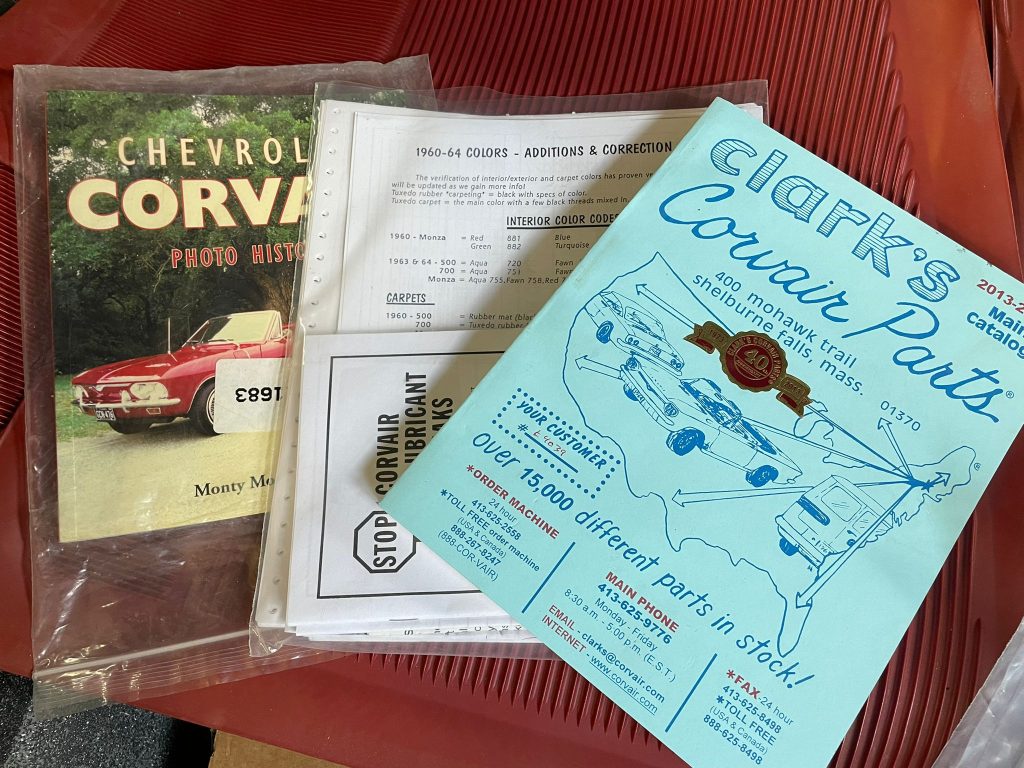 CHEVROL
CORVA
PHOTO HISTO
1683
Monty Mo
1960-64 COLORS - ADDITIONS & CORRECTION
The verification of interior/exterior and carpet colors has proven ve
will be updated as we gain more info!
Tuxedo rubber "carpeting" = black with specs of color.
Tuxedo carpet = the main color with a few black threads mixed in,
INTERIOR COLOR CODES
1960 - Monza = Red 881 Blue
Green 882 Turquoise
1963 & 64 - 500 = Aqua 720 Fawn
700 = Aqua 751 Fawn
Monza = Aqua 755, Fawn 758, Red 7
CARPETS
1960 - 500 = Rubber mat (blac
700 = Tuxedo rubber
STOP
CORVAIR
UBRICANT
AKS
clark's
Corvair Parts®
400 mohawk trail
shelburne falls, mass.
01370
2013-2
Main
catalog
CLARK'S CORVAIR PARTS
40
YOUR CUSTOMER
#
Over 15,000 different parts in stock!
*ORDER MACHINE
24 hour
413-625-2558
*TOLL FREE order machine
(USA & Canada)
888-267-8247
(888-COR-VAIR)
MAIN PHONE
413-625-9776
Monday - Friday
8:30 a.m. - 5:00 p.m. (E.S.T.)
EMAIL - clarks@corvair.com
INTERNET - www.corvair.com
*FAX-24 hour
413-625-8498
*TOLL FREE
(USA & Canada)
888-625-8498